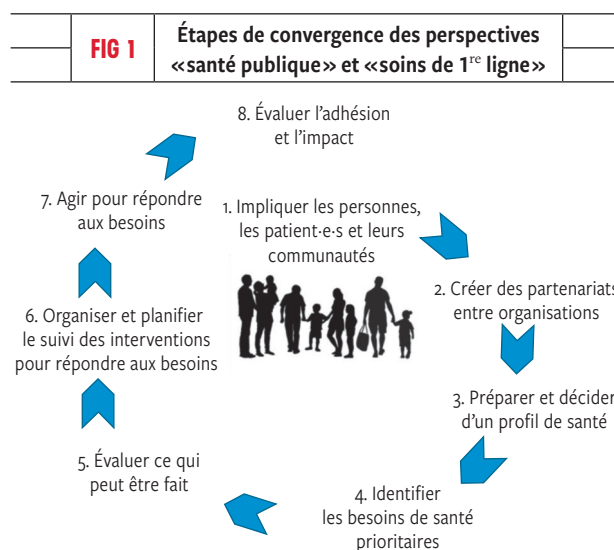 FIG 1
Étapes de convergence des perspectives
«santé publique» et «soins de 1re ligne»
8. Évaluer l’adhésion
et l’impact
1. Impliquer les personnes,
les patient·e·s et leurs
communautés
2. Créer des partenariats
entre organisations
3. Préparer et décider
d’un profil de santé
4. Identifier
les besoins de santé
prioritaires
5. Évaluer ce qui
peut être fait
6. Organiser et planifier
le suivi des interventions
pour répondre aux besoins
7. Agir pour répondre
aux besoins